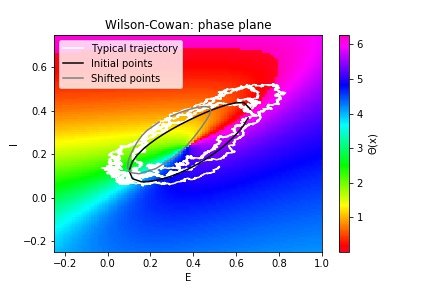 Wilson-Cowan: phase plane
Typical trajectory
Initial points
Shifted points
0.6
0.4
0.2
0.0
−0.2
I
−0.2 0.0 0.2 0.4 0.6 0.8 1.0
E
6
5
4
3
2
1
Θ(x)